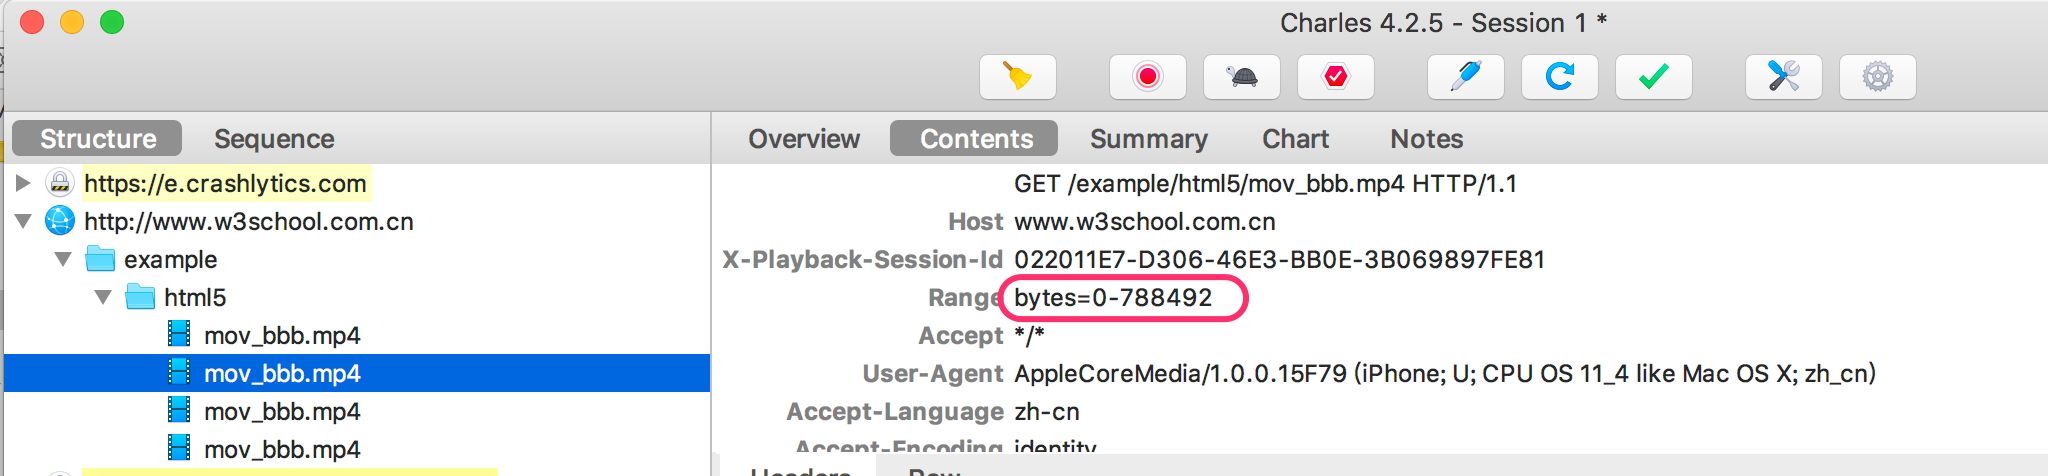 Charles 4.2.5 - Session 1 *
Structure Sequence
Overview Contents Summary Chart Notes
https://e.crashlytics.com
http://www.w3school.com.cn
example
html5
mov_bbb.mp4
mov_bbb.mp4
mov_bbb.mp4
mov_bbb.mp4
GET /example/html5/mov_bbb.mp4 HTTP/1.1
Host www.w3school.com.cn
X-Playback-Session-Id 022011E7-D306-46E3-BB0E-3B069897FE81
Range bytes=0-788492
Accept */*
User-Agent AppleCoreMedia/1.0.0.15F79 (iPhone; U; CPU OS 11_4 like Mac OS X; zh_cn)
Accept-Language zh-cn
Accept-Encoding identity
Headers Raw